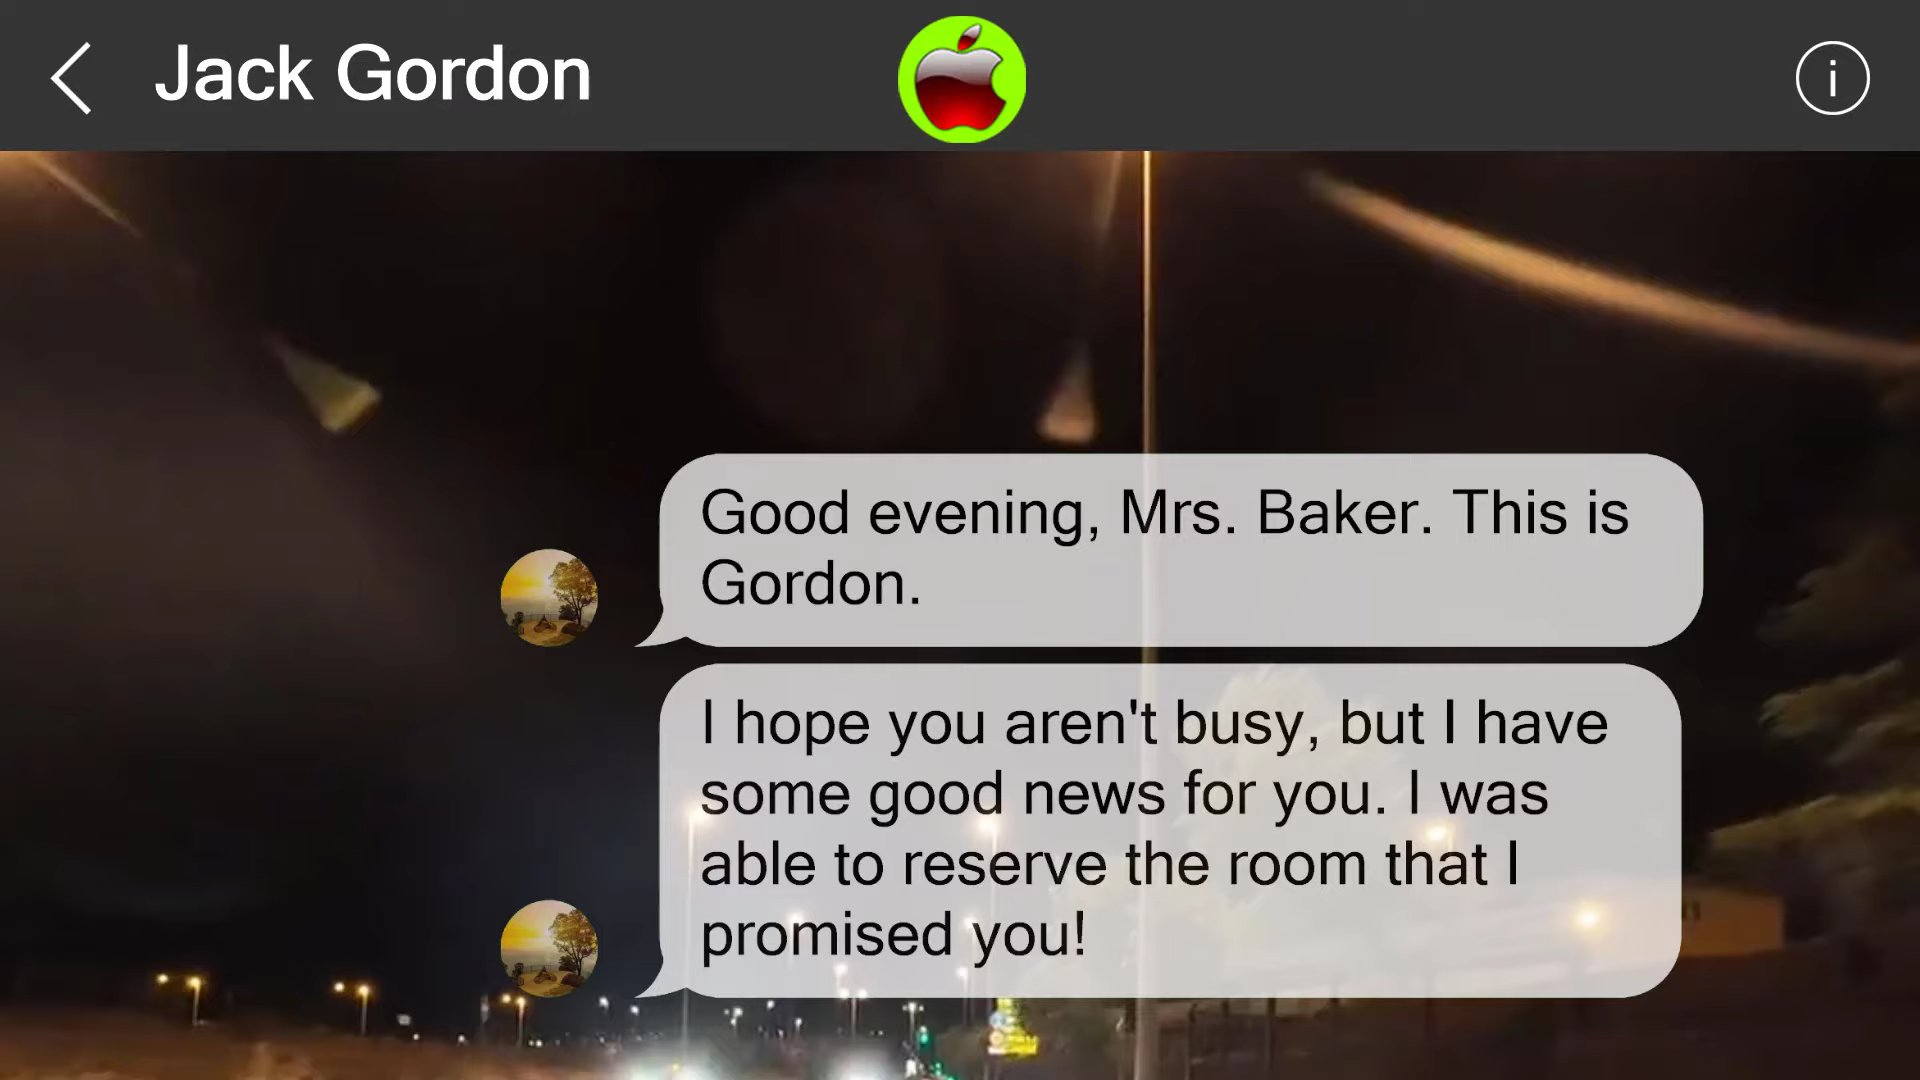 Jack Gordon
i
Good evening, Mrs. Baker. This is
Gordon.
I hope you aren't busy, but I have
some good news for you. I was
able to reserve the room that I
promised you!